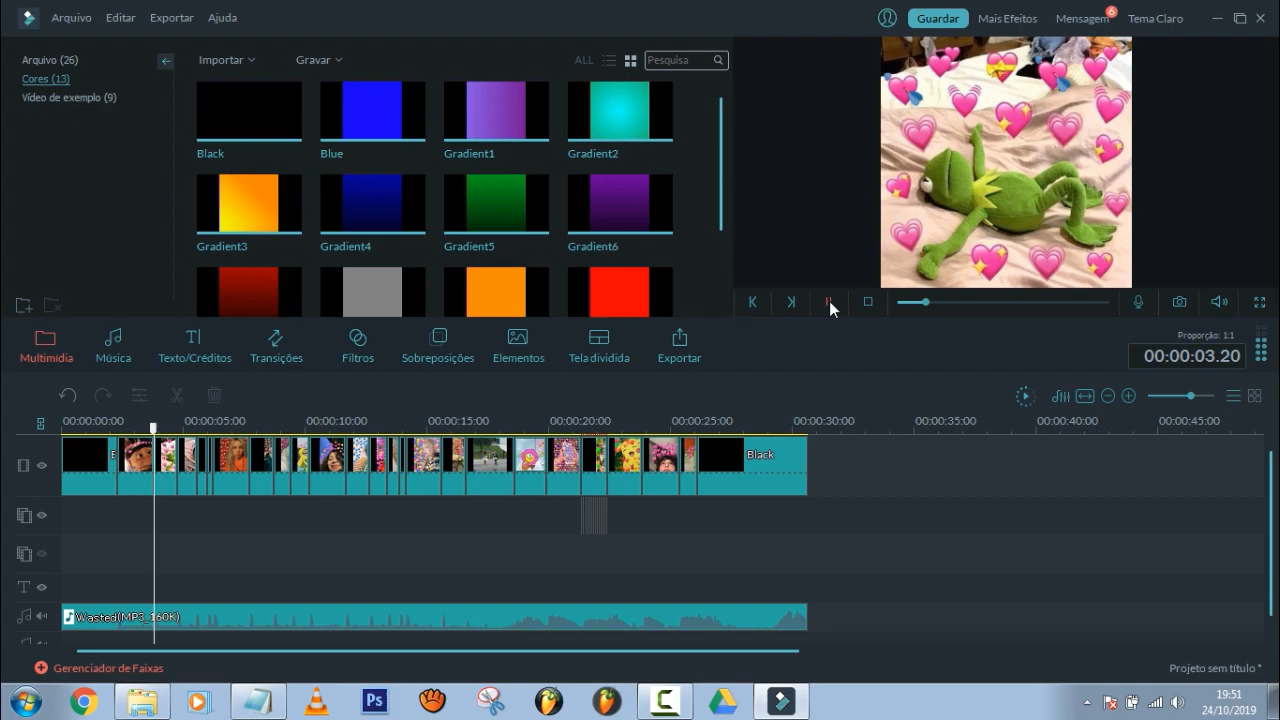 Arquivo Editar Exportar Ajuda Guardar Mais Efeitos Mensagem 6 Tema Claro
Arquivo (26)
Cores (13)
Vídeo de exemplo (9)
Importar Gravar ALL Pesquisa
Black Blue Gradient1 Gradient2
Gradient3 Gradient4 Gradient5 Gradient6
Multimídia Música Texto/Créditos Transições Filtros Sobreposições Elementos Tela dividida Exportar
Proporção: 1:1
00:00:03.20
00:00:00:00 00:00:05:00 00:00:10:00 00:00:15:00 00:00:20:00 00:00:25:00 00:00:30:00 00:00:35:00 00:00:40:00 00:00:45:00
Black
T
Wasted(MP3_160K)
Gerenciador de Faixas Projeto sem título *
Ps
C
19:51
24/10/2019